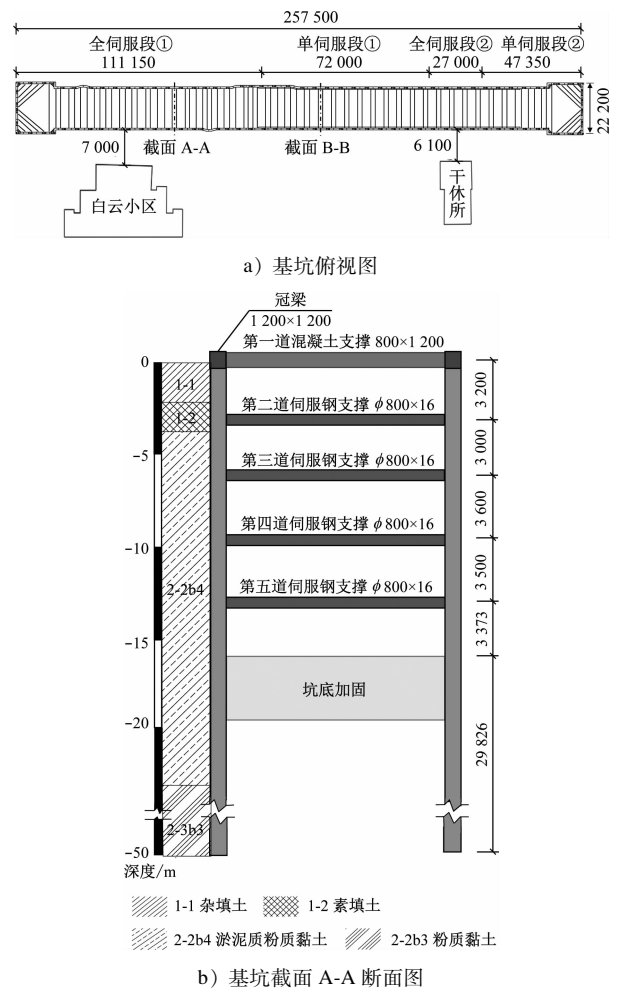 257 500
全伺服段① 单伺服段① 全伺服段② 单伺服段②
111 150 72 000 27 000 47 350
22 200
7 000 截面 A-A 截面 B-B 6 100
白云小区
干休所
a）基坑俯视图
冠梁
1 200×1 200
第一道混凝土支撑 800×1 200
0
1-1
3 200
第二道伺服钢支撑 ϕ800×16
1-2
-5
3 000
第三道伺服钢支撑 ϕ800×16
3 600
第四道伺服钢支撑 ϕ800×16
-10
2-2b4
3 500
第五道伺服钢支撑 ϕ800×16
-15
3 373
坑底加固
-20
29 826
2-3b3
-50
深度/m
1-1 杂填土 1-2 素填土
2-2b4 淤泥质粉质黏土 2-2b3 粉质黏土
b）基坑截面 A-A 断面图